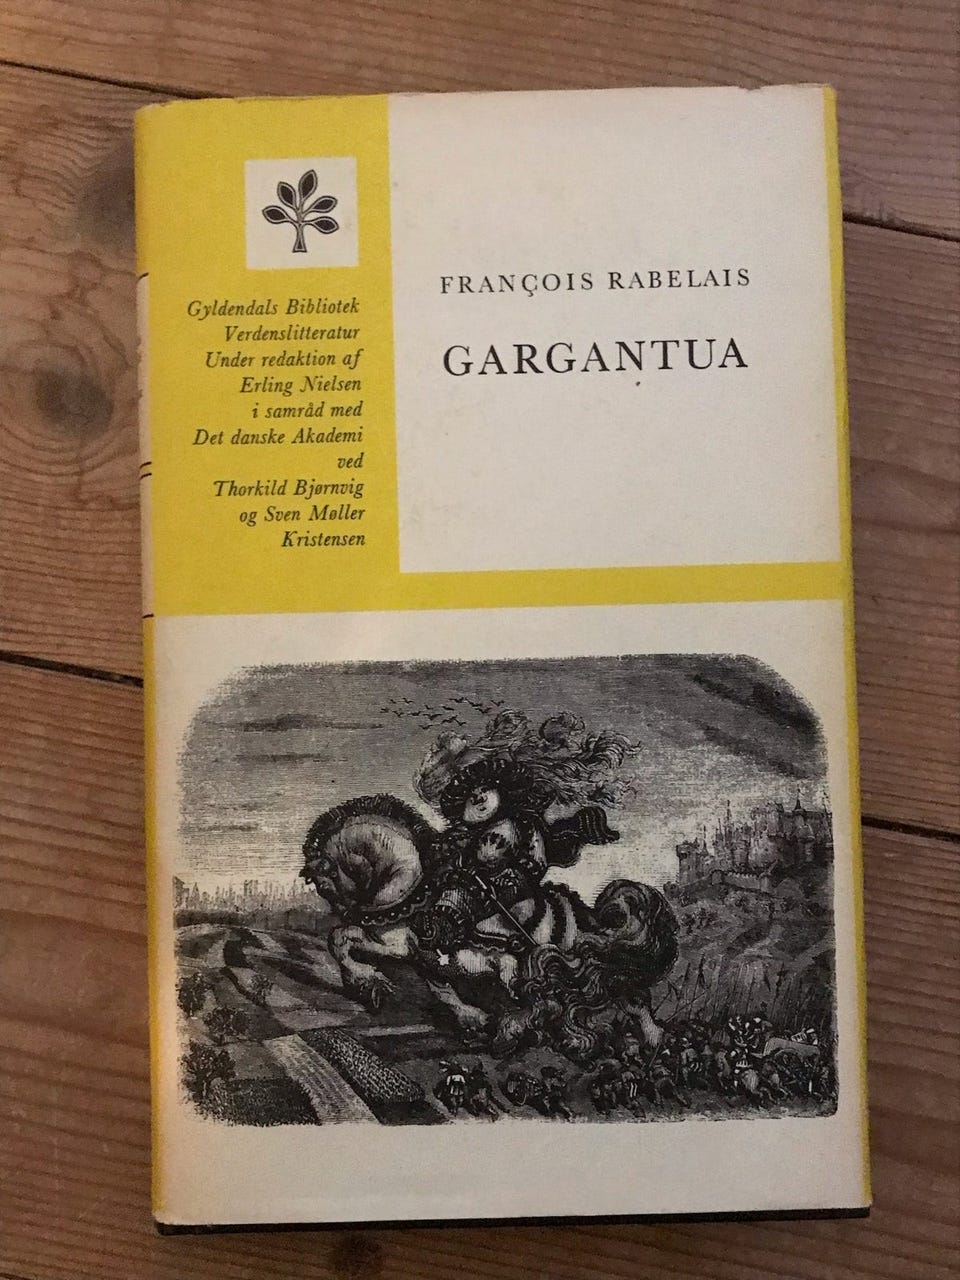 Gyldendals Bibliotek
Verdenslitteratur
Under redaktion af
Erling Nielsen
i samråd med
Det danske Akademi
ved
Thorkild Bjørnvig
og Sven Møller
Kristensen
FRANÇOIS RABELAIS
GARGANTUA